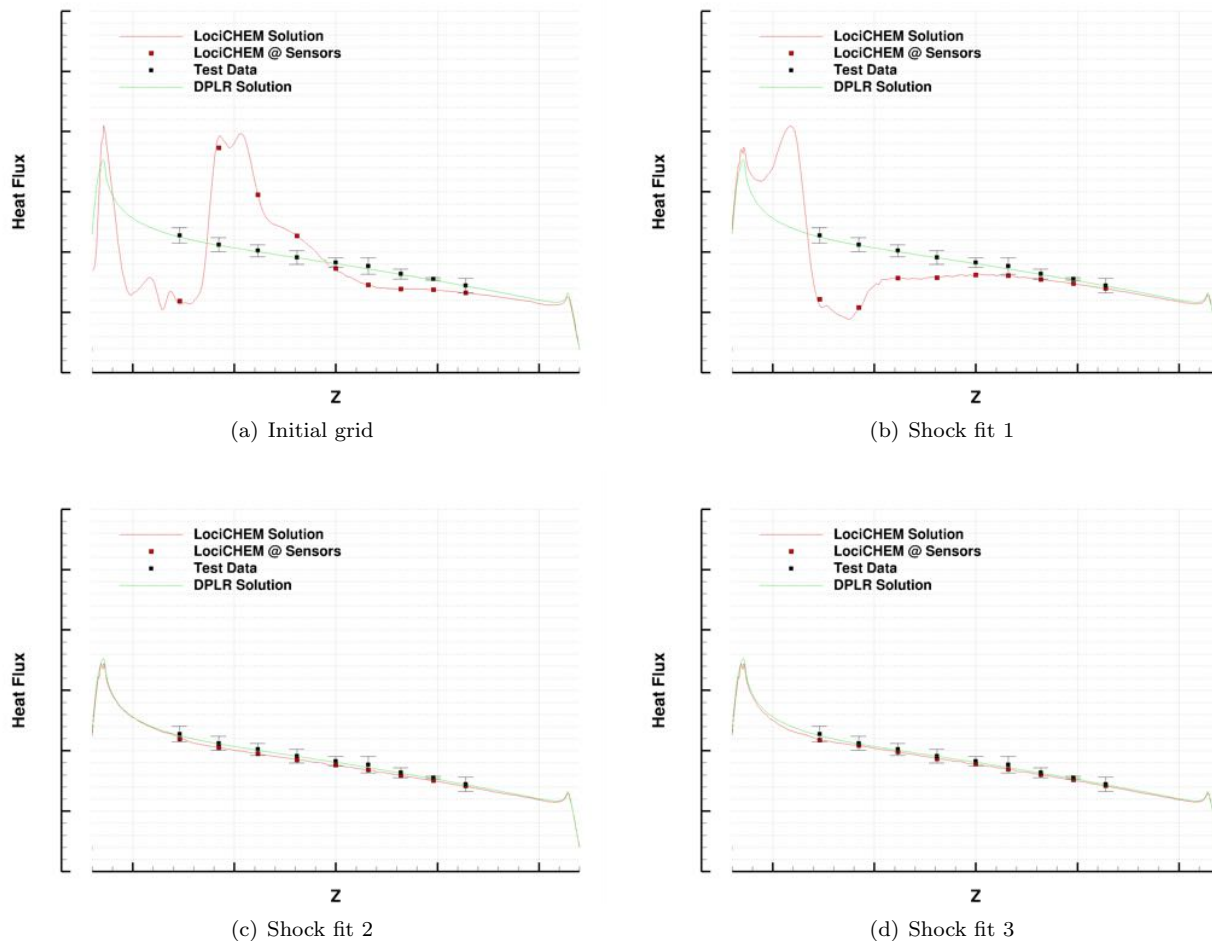 LociCHEM Solution
LociCHEM @ Sensors
Test Data
DPLR Solution
Heat Flux
Z
(a) Initial grid
LociCHEM Solution
LociCHEM @ Sensors
Test Data
DPLR Solution
Heat Flux
Z
(b) Shock fit 1
LociCHEM Solution
LociCHEM @ Sensors
Test Data
DPLR Solution
Heat Flux
Z
(c) Shock fit 2
LociCHEM Solution
LociCHEM @ Sensors
Test Data
DPLR Solution
Heat Flux
Z
(d) Shock fit 3